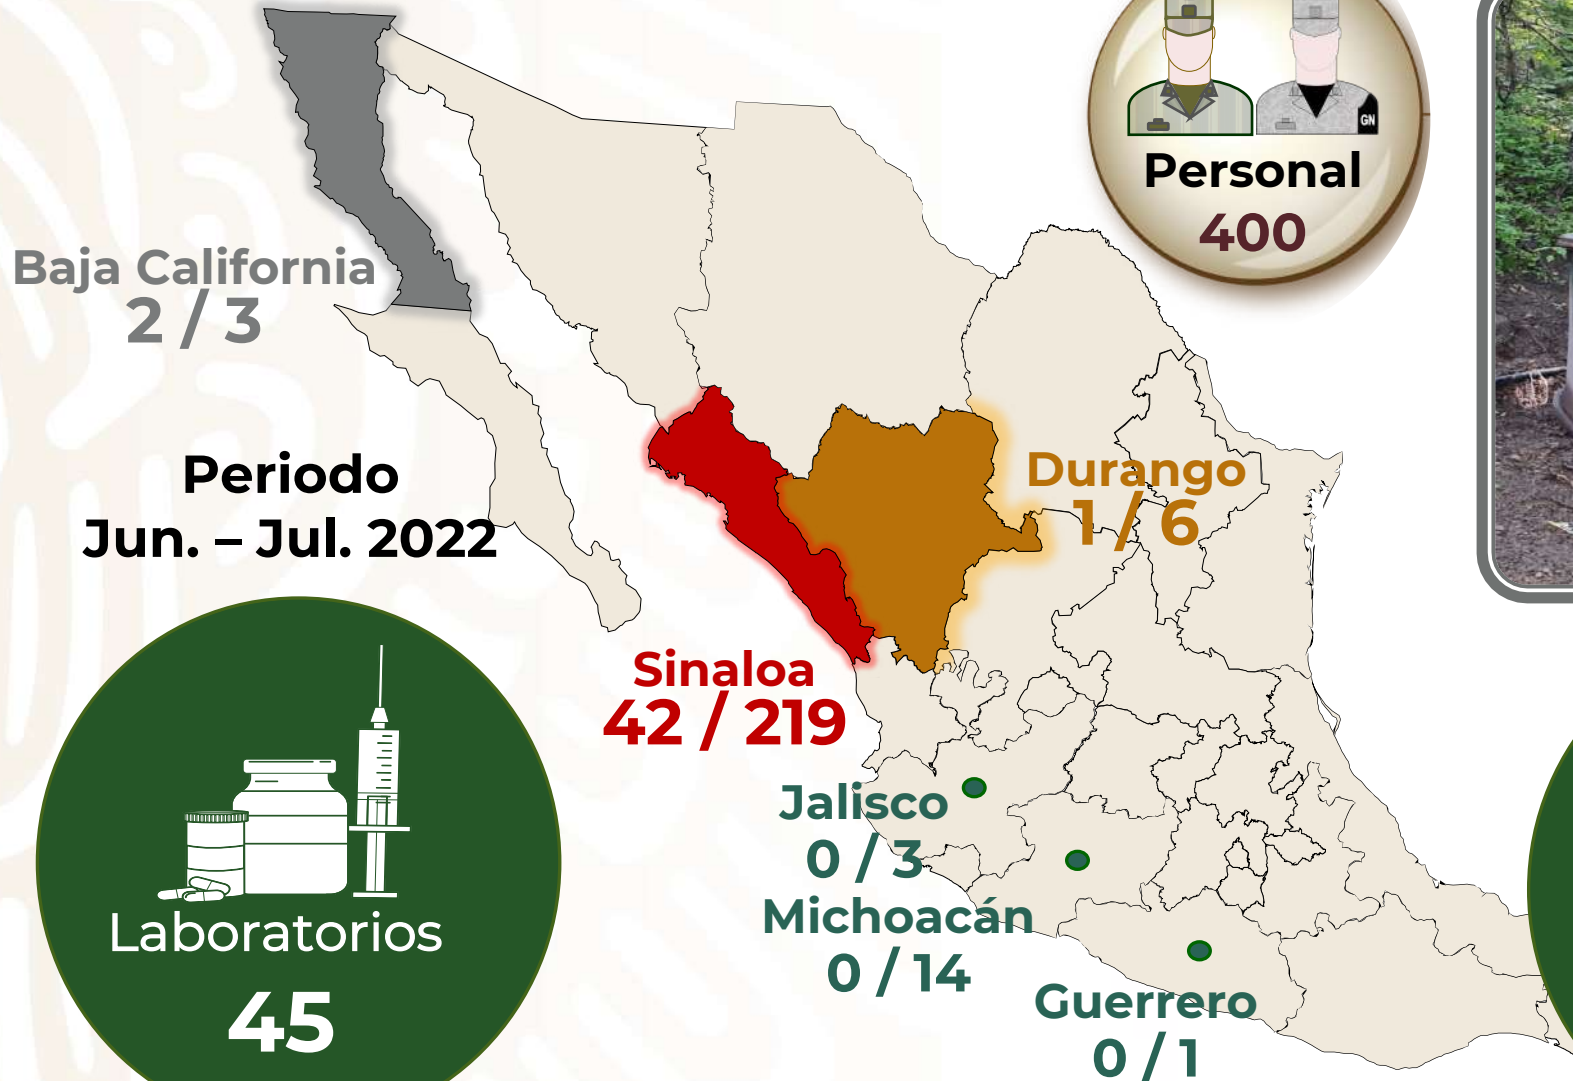 GN
Personal
400
Baja California
2 / 3
Periodo
Jun. – Jul. 2022
Durango
1 / 6
Sinaloa
42 / 219
Jalisco
0 / 3
Michoacán
0 / 14
Guerrero
0 / 1
Laboratorios
45